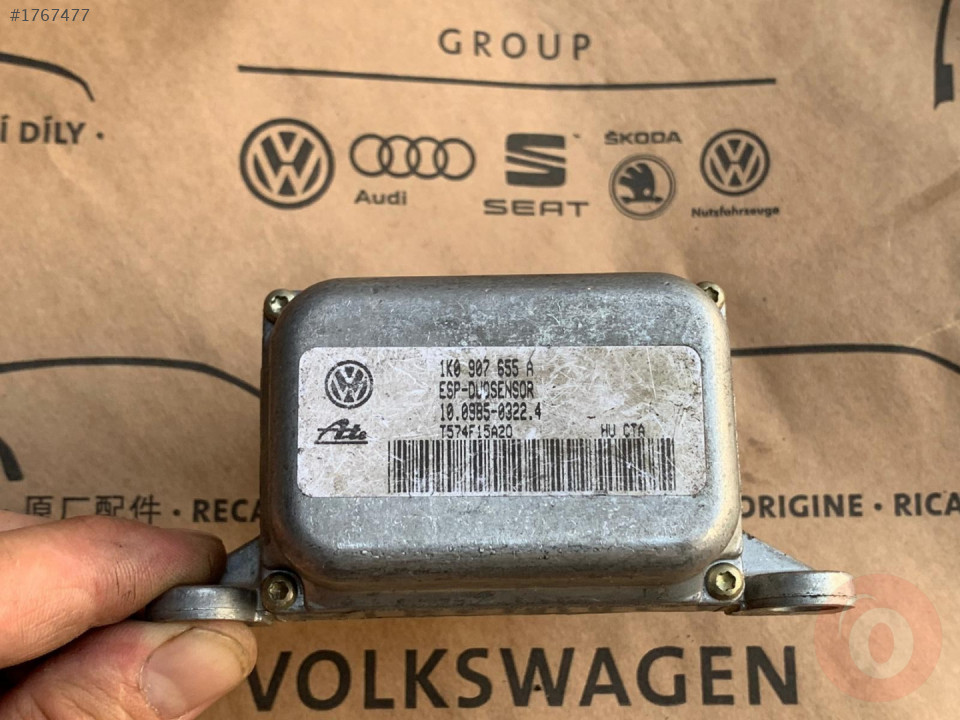 #1767477
GROUP
Í DÍLY •
Audi
SEAT
ŠKODA
Nutzfahrzeuge
1K0 907 655 A
ESP-DUOSENSOR
10.0985-0322.4
Ate
T574F15A20 HU CTA
原厂配件 • RECA
ORIGINE • RICA
VOLKSWAGEN